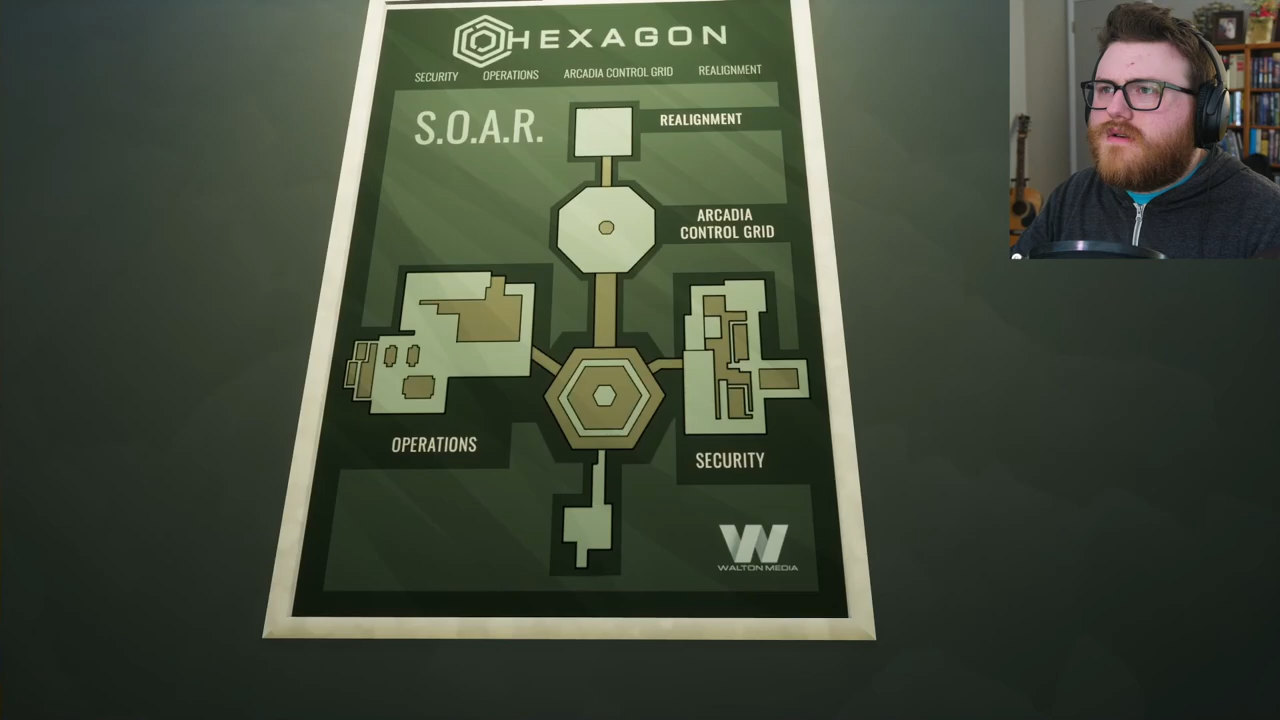 HEXAGON
SECURITY OPERATIONS ARCADIA CONTROL GRID REALIGNMENT
S.O.A.R.
REALIGNMENT
ARCADIA
CONTROL GRID
OPERATIONS
SECURITY
W
WALTON MEDIA